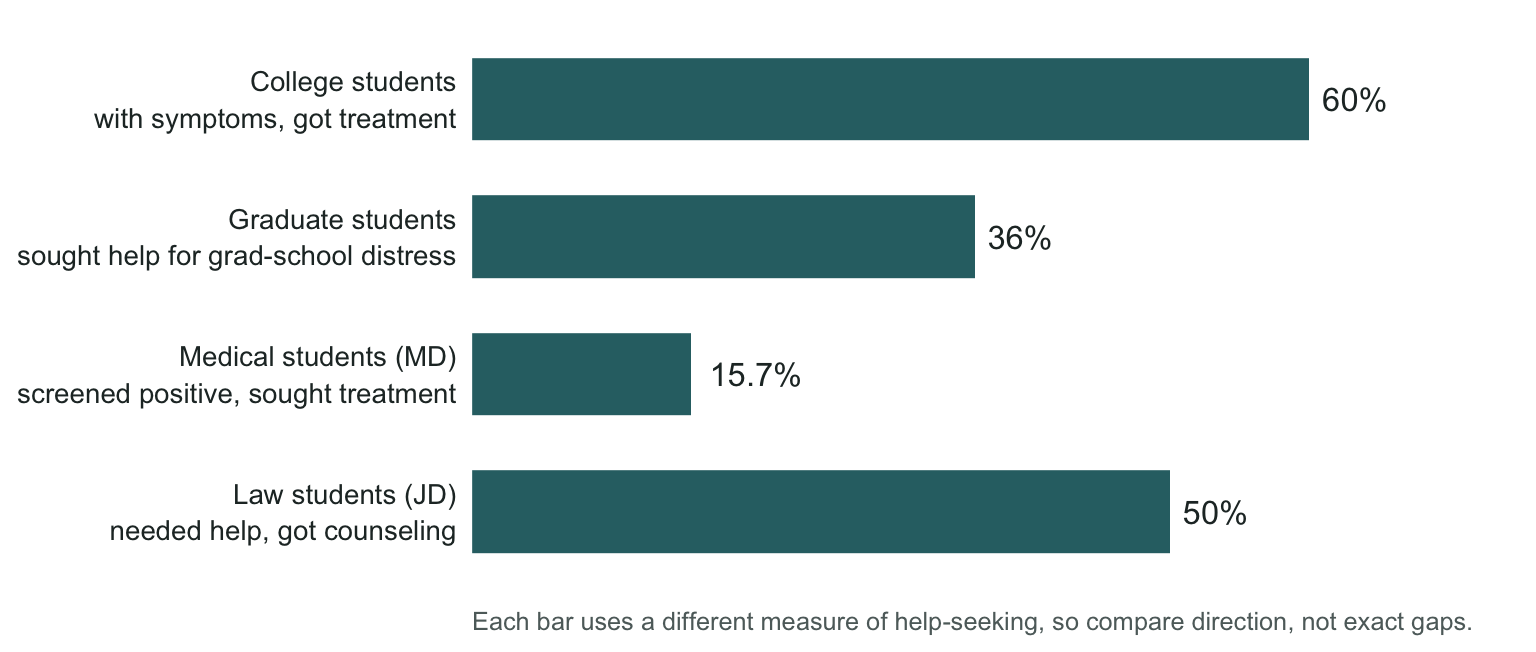 College students
with symptoms, got treatment
60%
Graduate students
sought help for grad-school distress
36%
Medical students (MD)
screened positive, sought treatment
15.7%
Law students (JD)
needed help, got counseling
50%
Each bar uses a different measure of help-seeking, so compare direction, not exact gaps.